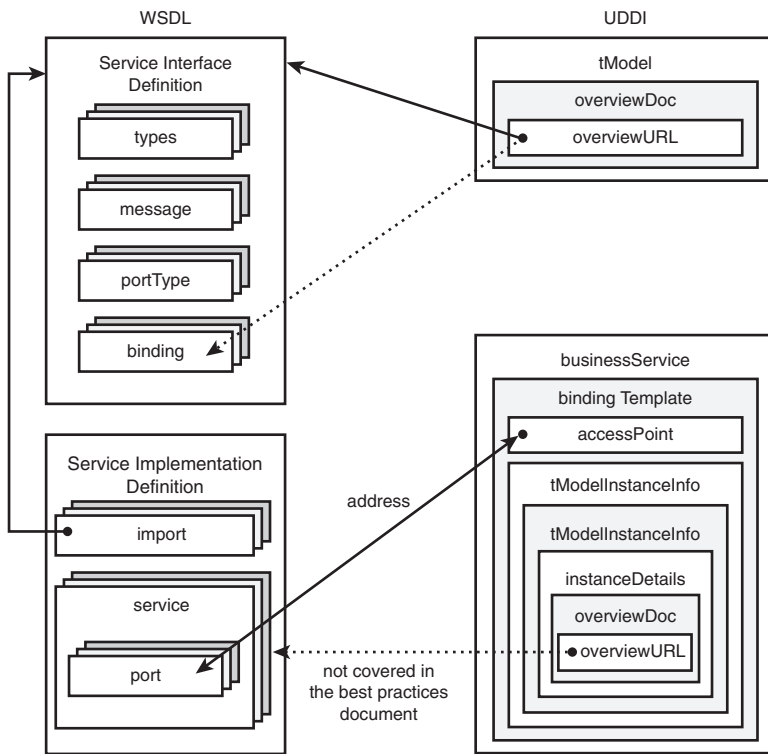 WSDL
Service Interface
Definition
types
message
portType
binding
Service Implementation
Definition
import
service
port
address
not covered in
the best practices
document
UDDI
tModel
overviewDoc
overviewURL
businessService
binding Template
accessPoint
tModelInstanceInfo
tModelInstanceInfo
instanceDetails
overviewDoc
overviewURL